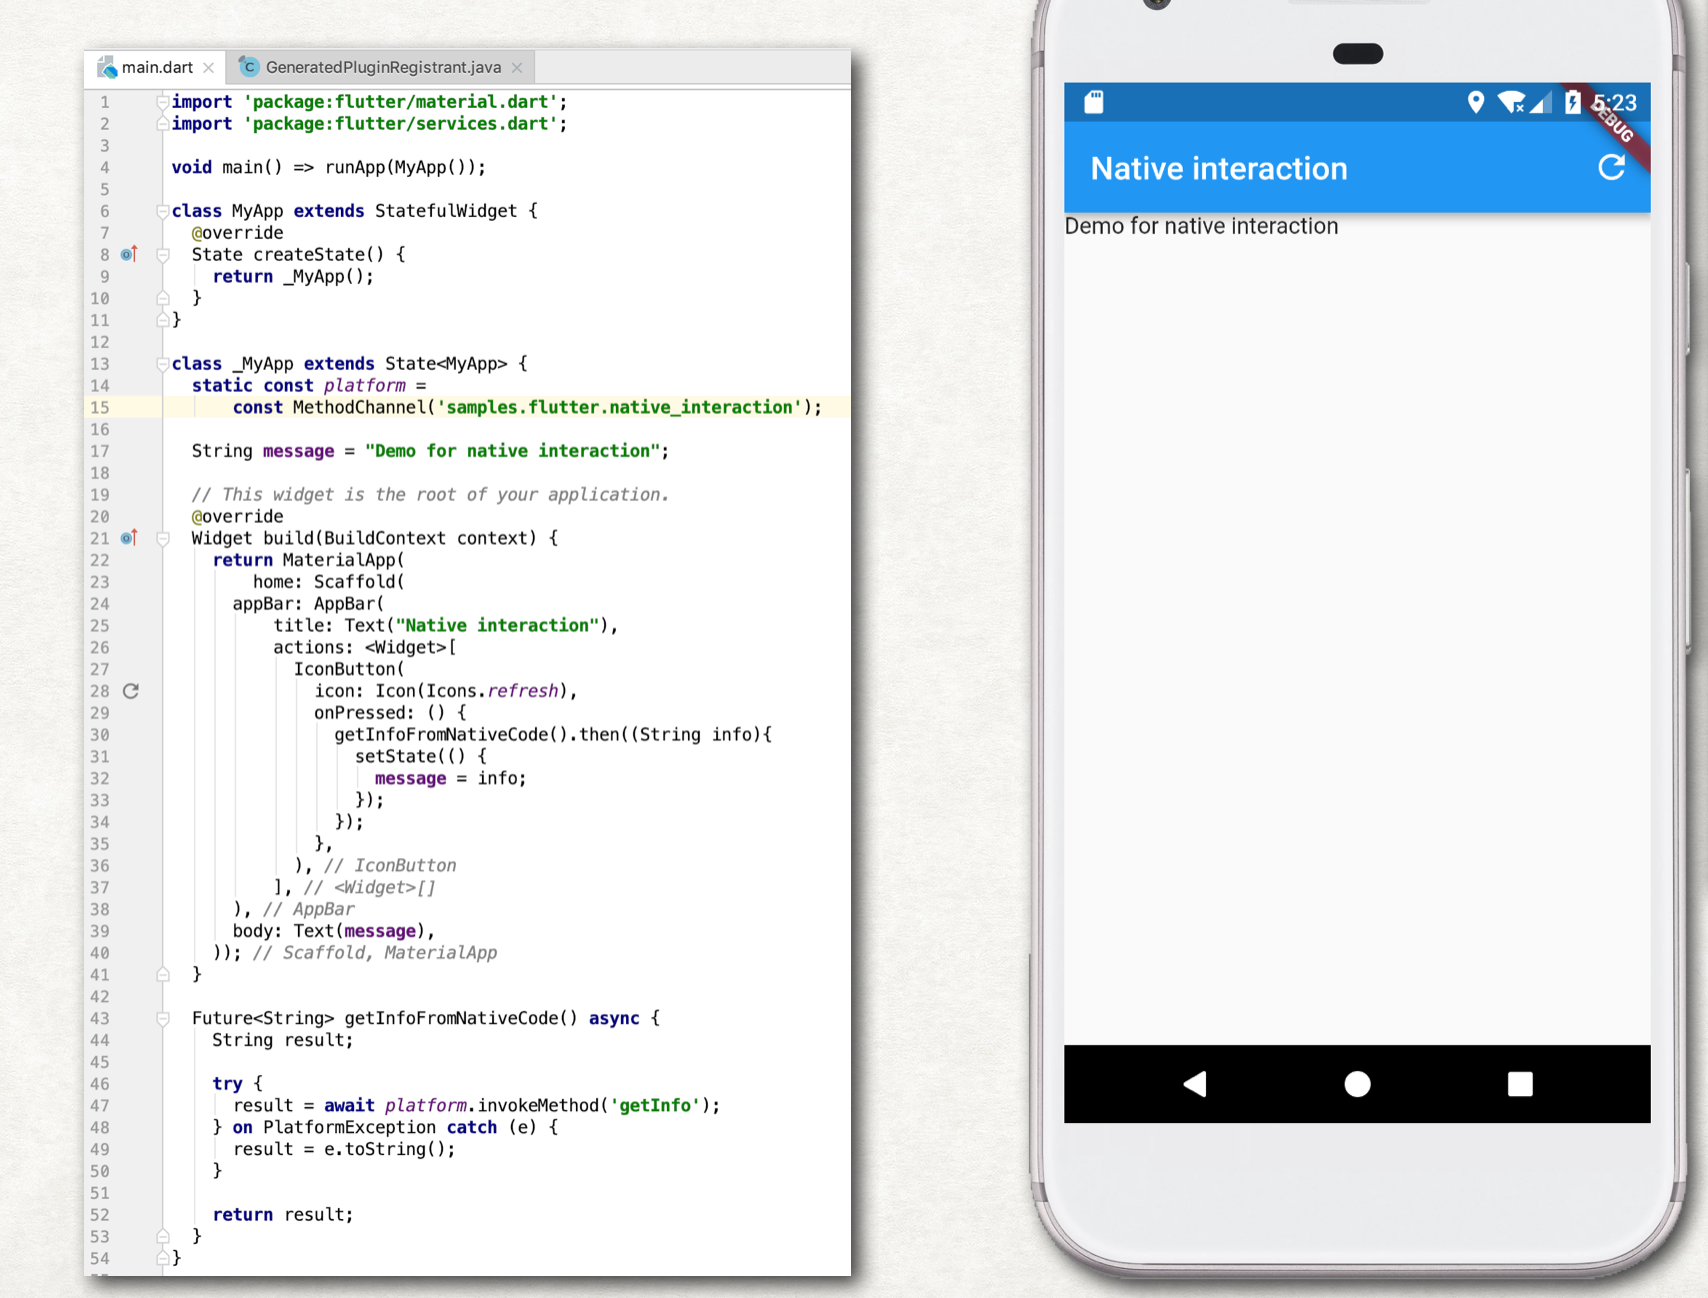 main.dart
GeneratedPluginRegistrant.java
1 import 'package:flutter/material.dart';
2 import 'package:flutter/services.dart';
3
4 void main() => runApp(MyApp());
5
6 class MyApp extends StatefulWidget {
7   @override
8   State createState() {
9     return _MyApp();
10   }
11 }
12
13 class _MyApp extends State<MyApp> {
14   static const platform =
15       const MethodChannel('samples.flutter.native_interaction');
16
17   String message = "Demo for native interaction";
18
19   // This widget is the root of your application.
20   @override
21   Widget build(BuildContext context) {
22     return MaterialApp(
23         home: Scaffold(
24       appBar: AppBar(
25           title: Text("Native interaction"),
26           actions: <Widget>[
27             IconButton(
28               icon: Icon(Icons.refresh),
29               onPressed: () {
30                 getInfoFromNativeCode().then((String info){
31                   setState(() {
32                     message = info;
33                   });
34                 });
35               },
36             ), // IconButton
37           ], // <Widget>[]
38       ), // AppBar
39       body: Text(message),
40     )); // Scaffold, MaterialApp
41   }
42
43   Future<String> getInfoFromNativeCode() async {
44     String result;
45
46     try {
47       result = await platform.invokeMethod('getInfo');
48     } on PlatformException catch (e) {
49       result = e.toString();
50     }
51
52     return result;
53   }
54 }
5:23
DEBUG
Native interaction
Demo for native interaction